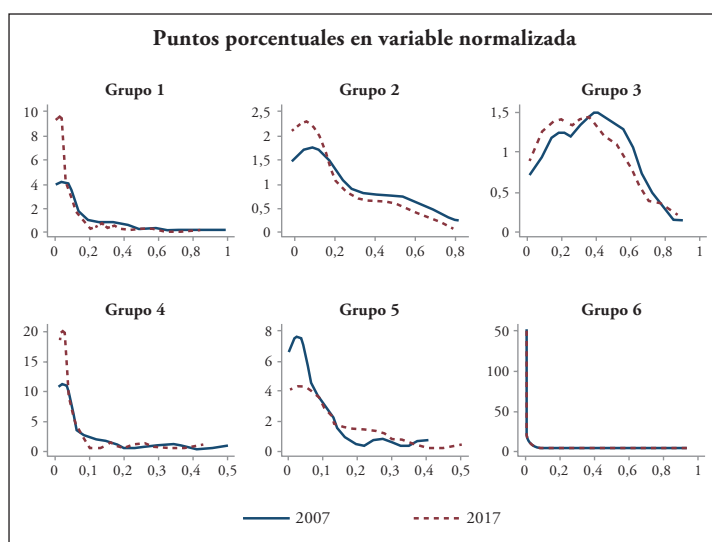 Puntos porcentuales en variable normalizada
Grupo 1
Grupo 2
Grupo 3
10
8
6
4
2
0
0 0,2 0,4 0,6 0,8 1
2,5
2
1,5
1
0,5
0
0 0,2 0,4 0,6 0,8
1,5
1
0,5
0
0 0,2 0,4 0,6 0,8 1
Grupo 4
Grupo 5
Grupo 6
20
15
10
5
0
0 0,1 0,2 0,3 0,4 0,5
8
6
4
2
0
0 0,1 0,2 0,3 0,4 0,5
50
100
50
0
0 0,2 0,4 0,6 0,8 1
2007 2017